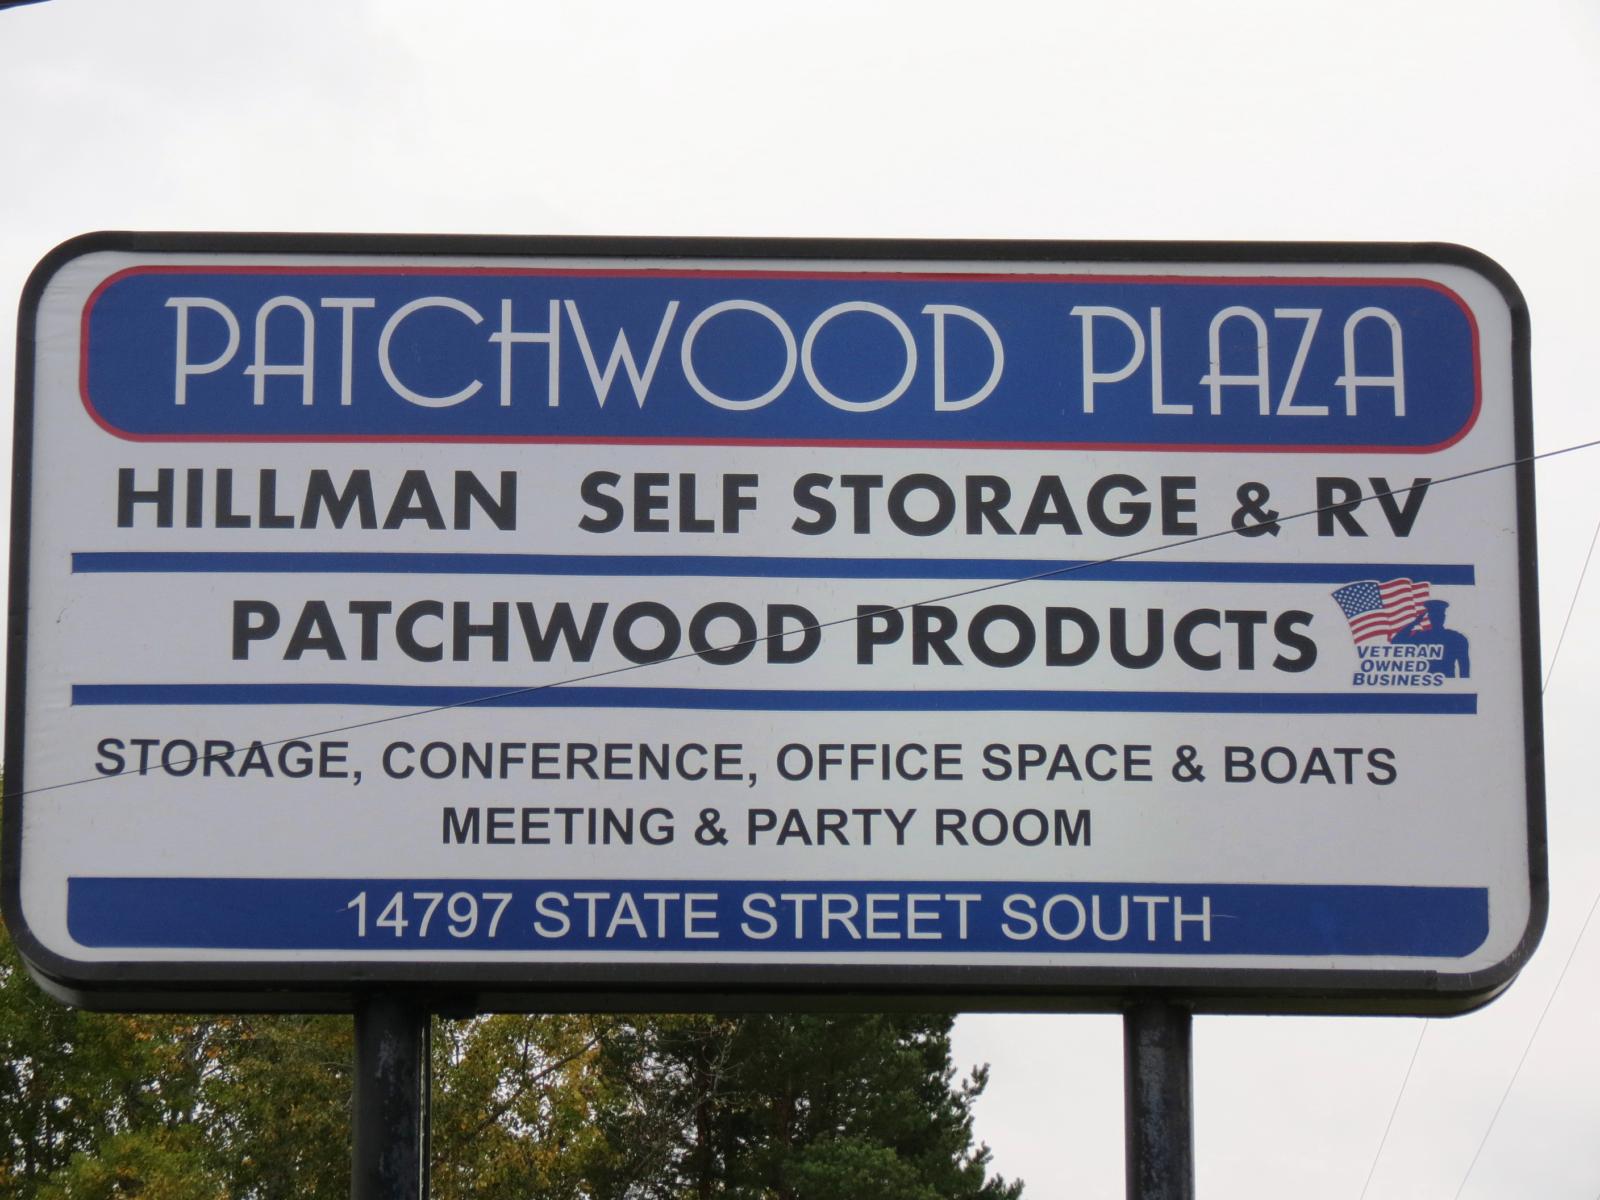 PATCHWOOD PLAZA
HILLMAN SELF STORAGE & RV
PATCHWOOD PRODUCTS
VETERAN
OWNED
BUSINESS
STORAGE, CONFERENCE, OFFICE SPACE & BOATS
MEETING & PARTY ROOM
14797 STATE STREET SOUTH